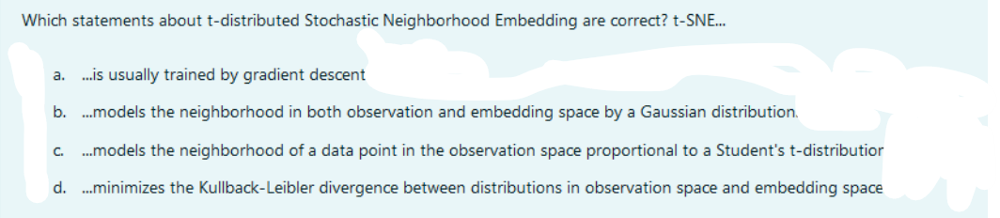 Which statements about t-distributed Stochastic Neighborhood Embedding are correct? t-SNE...
a. ...is usually trained by gradient descent
b. ...models the neighborhood in both observation and embedding space by a Gaussian distribution.
c. ...models the neighborhood of a data point in the observation space proportional to a Student's t-distribution
d. ...minimizes the Kullback-Leibler divergence between distributions in observation space and embedding space